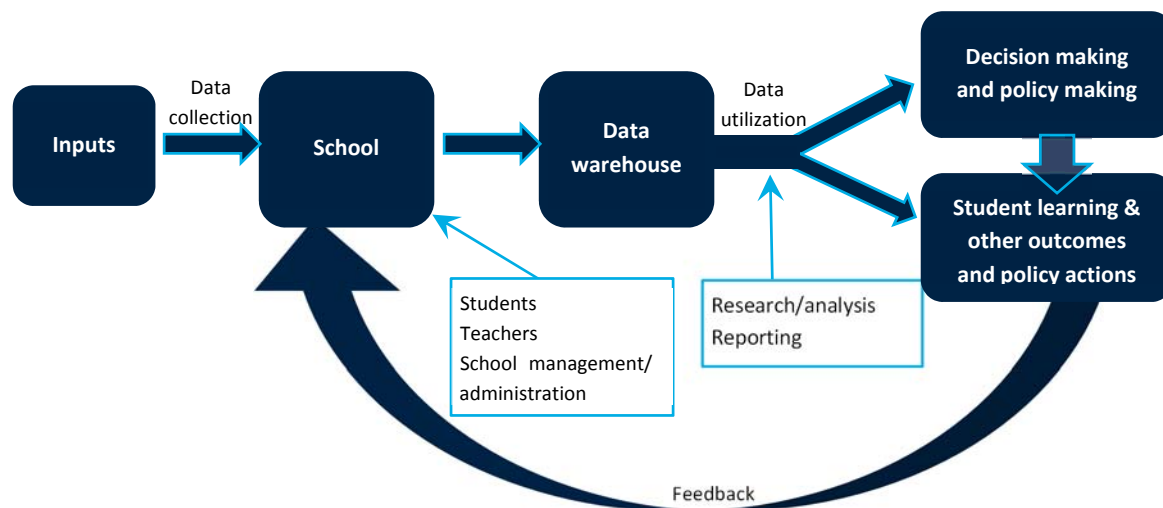 Inputs
Data
collection
School
Data
warehouse
Data
utilization
Decision making
and policy making
Student learning &
other outcomes
and policy actions
Students
Teachers
School management/
administration
Research/analysis
Reporting
Feedback